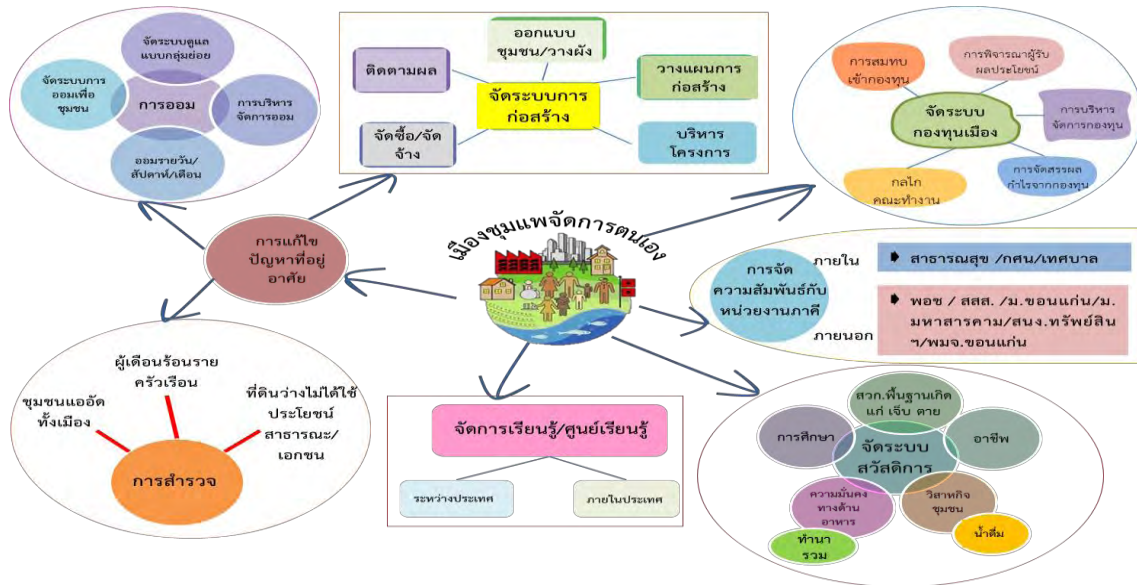 จัดระบบดูแล
แบบกลุ่มย่อย
จัดระบบการ
ออมเพื่อ
ชุมชน
การออม
การบริหาร
จัดการออม
ออมรายวัน/
สัปดาห์/เดือน
ออกแบบ
ชุมชน/วางผัง
ติดตามผล
วางแผนการ
ก่อสร้าง
จัดระบบการ
ก่อสร้าง
จัดซื้อ/จัด
จ้าง
บริหาร
โครงการ
การสมทบ
เข้ากองทุน
การพิจารณาผู้รับ
ผลประโยชน์
จัดระบบ
กองทุนเมือง
การบริหาร
จัดการกองทุน
กลไก
คณะทำงาน
การจัดสรรผล
กำไรจากกองทุน
การแก้ไข
ปัญหาที่อยู่
อาศัย
เมืองชุมแพจัดการตนเอง
การจัด
ความสัมพันธ์กับ
หน่วยงานภาคี
ภายใน
สาธารณสุข /กศน/เทศบาล
ภายนอก
พอช / สสส. /ม.ขอนแก่น/ม.
มหาสารคาม/สนง.ทรัพย์สิน
ฯ/พมจ.ขอนแก่น
ผู้เดือนร้อนราย
ครัวเรือน
ชุมชนแออัด
ทั้งเมือง
ที่ดินว่างไม่ได้ใช้
ประโยชน์
สาธารณะ/
เอกชน
การสำรวจ
จัดการเรียนรู้/ศูนย์เรียนรู้
ระหว่างประเทศ
ภายในประเทศ
สวก.พื้นฐานเกิด
แก่ เจ็บ ตาย
การศึกษา
จัดระบบ
สวัสดิการ
อาชีพ
ความมั่นคง
ทางด้าน
อาหาร
วิสาหกิจ
ชุมชน
ทำนา
รวม
น้ำดื่ม